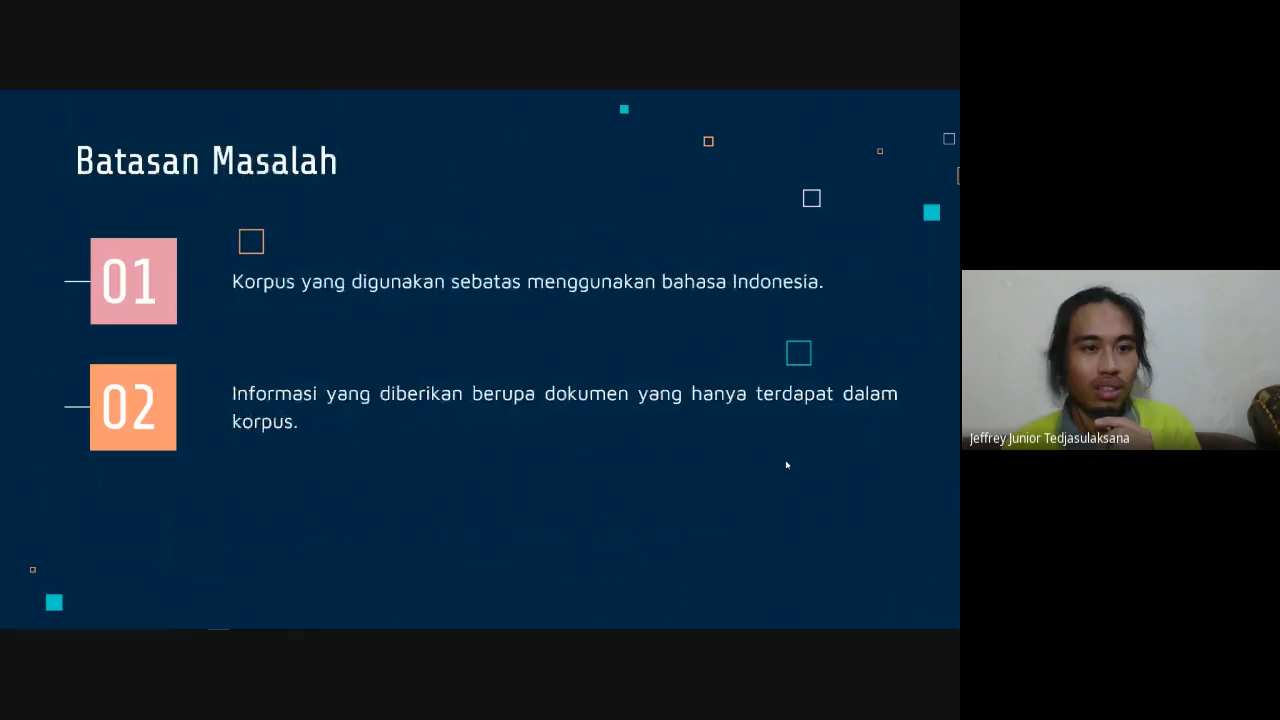 Batasan Masalah
01
Korpus yang digunakan sebatas menggunakan bahasa Indonesia.
02
Informasi yang diberikan berupa dokumen yang hanya terdapat dalam
korpus.
Jeffrey Junior Tedjasulaksana